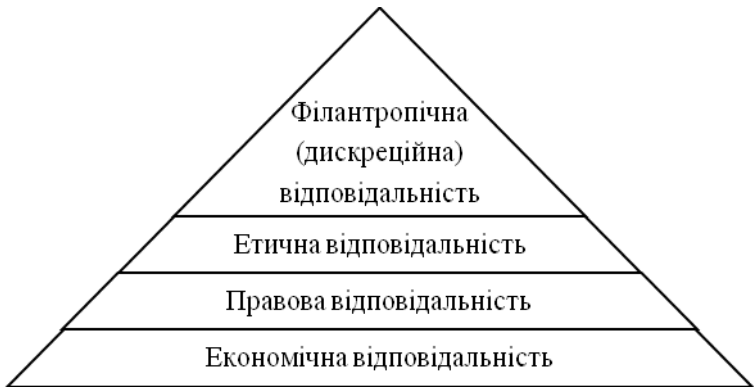 Філантропічна
(дискреційна)
відповідальність
Етична відповідальність
Правова відповідальність
Економічна відповідальність